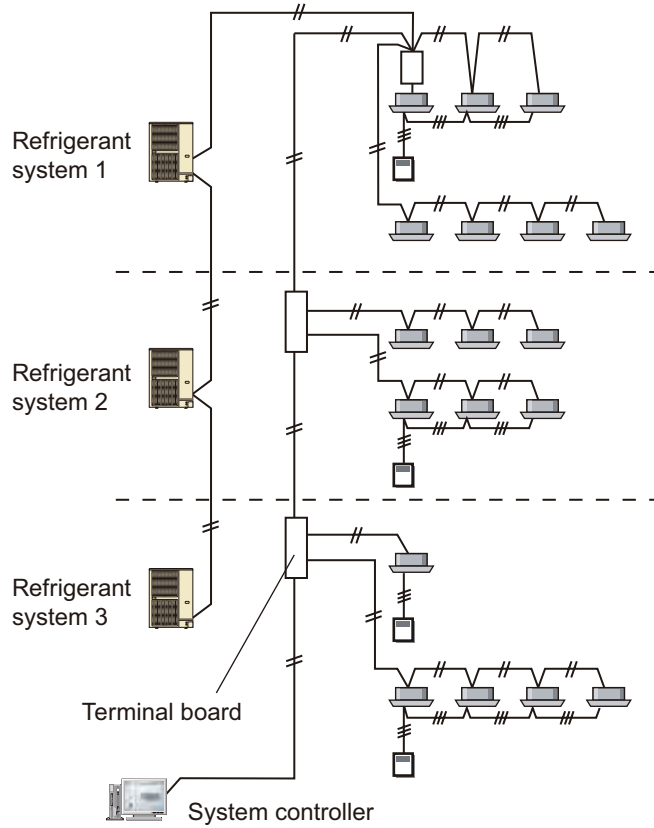 Refrigerant
system 1
Refrigerant
system 2
Refrigerant
system 3
Terminal board
System controller